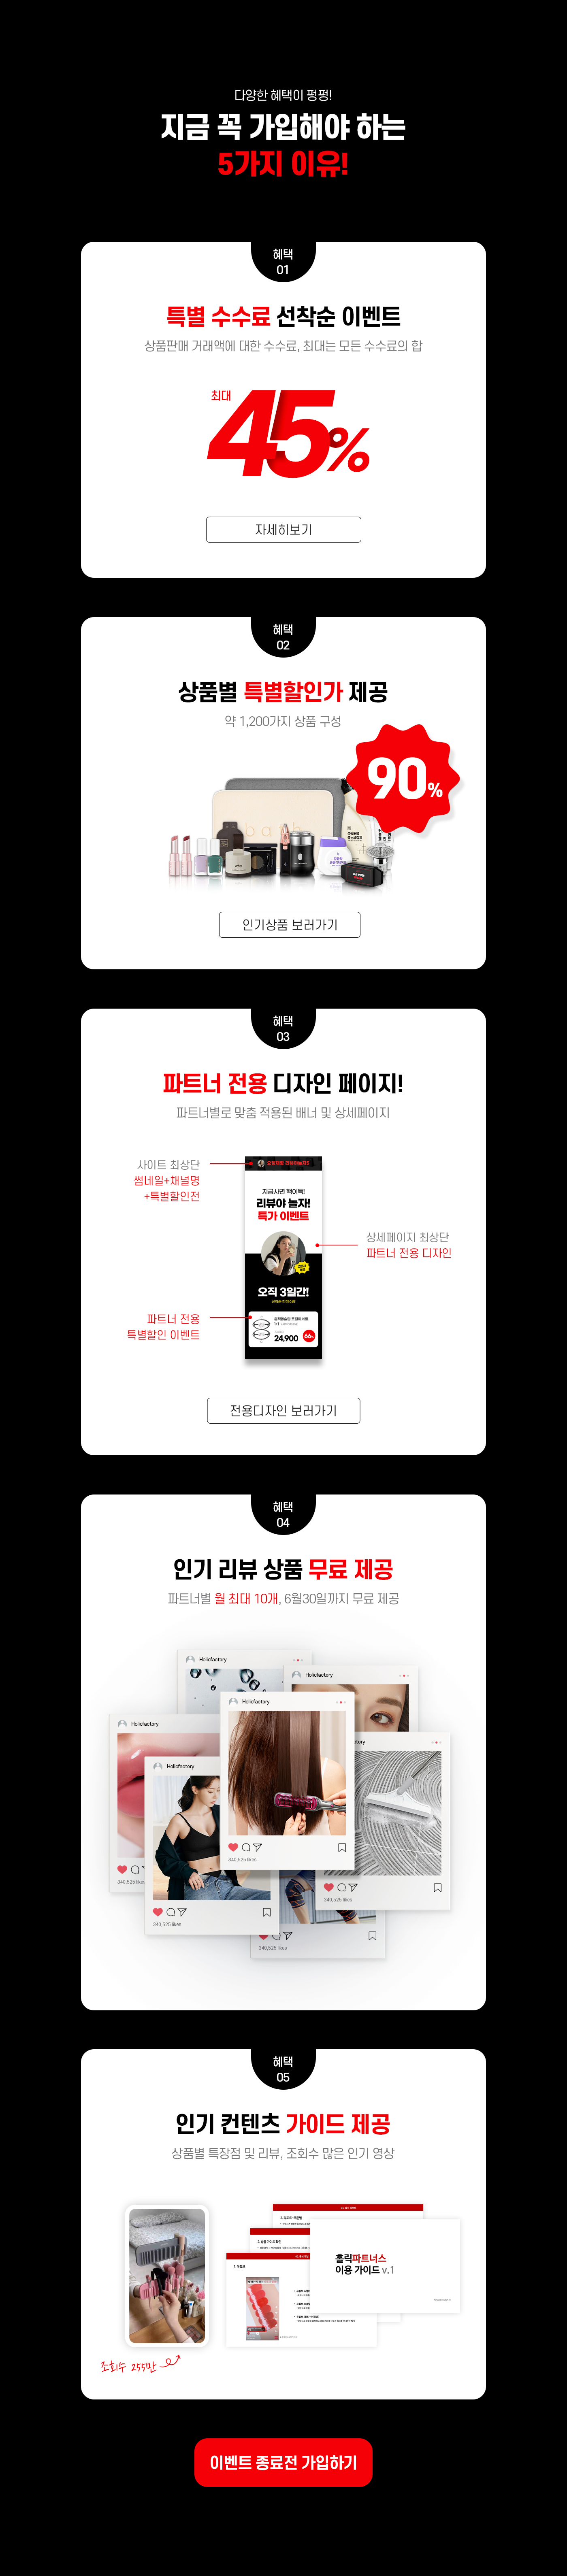 다양한 혜택이 펑펑!
지금 꼭 가입해야 하는
5가지 이유!
혜택
01
특별 수수료 선착순 이벤트
상품판매 거래액에 대한 수수료, 최대는 모든 수수료의 합
최대
45%
자세히보기
혜택
02
상품별 특별할인가 제공
약 1,200가지 상품 구성
90%
인기상품 보러가기
혜택
03
파트너 전용 디자인 페이지!
파트너별로 맞춤 적용된 배너 및 상세페이지
사이트 최상단
썸네일+채널명
+특별할인전
지금사면 핵이득!
리뷰야 놀자!
특가 이벤트
상세페이지 최상단
파트너 전용 디자인
오직 3일간!
파트너 전용
특별할인 이벤트
24,900
66%
전용디자인 보러가기
혜택
04
인기 리뷰 상품 무료 제공
파트너별 월 최대 10개, 6월30일까지 무료 제공
Holicfactory
Holicfactory
Holicfactory
Holicfactory
Holicfactory
340,525 likes
340,525 likes
340,525 likes
340,525 likes
340,525 likes
혜택
05
인기 컨텐츠 가이드 제공
상품별 특장점 및 리뷰, 조회수 많은 인기 영상
홀릭파트너스
이용 가이드 v.1
조회수 255만
이벤트 종료전 가입하기